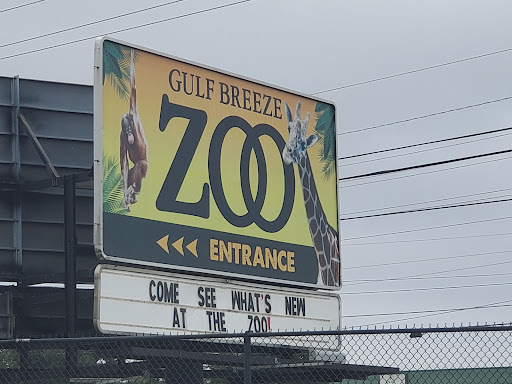 GULF BREEZE
ZOO
ENTRANCE
COME SEE WHAT'S NEW
AT THE ZOO!